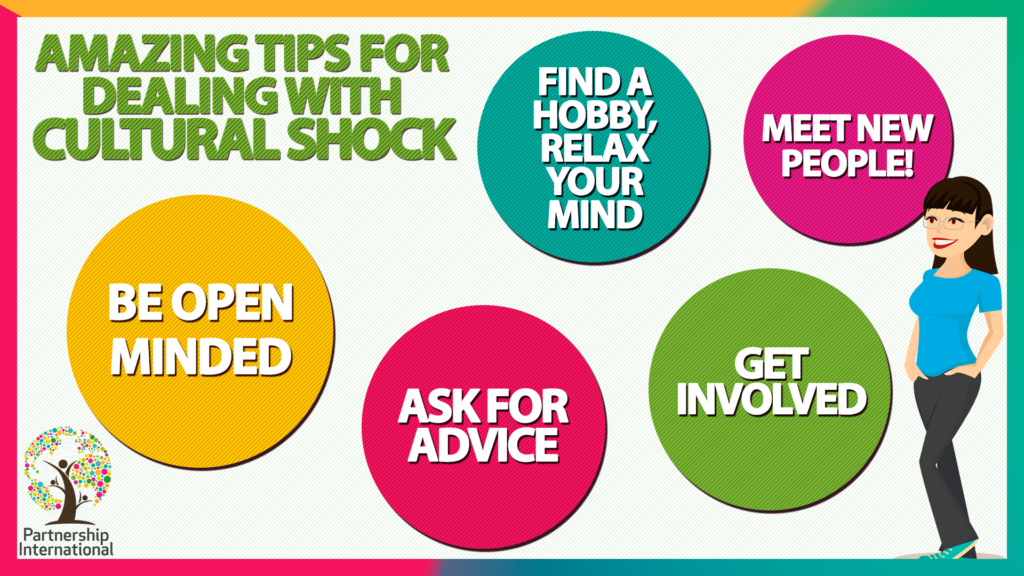 AMAZING TIPS FOR
DEALING WITH
CULTURAL SHOCK
FIND A
HOBBY,
RELAX
YOUR
MIND
MEET NEW
PEOPLE!
BE OPEN
MINDED
ASK FOR
ADVICE
GET
INVOLVED
Partnership
International